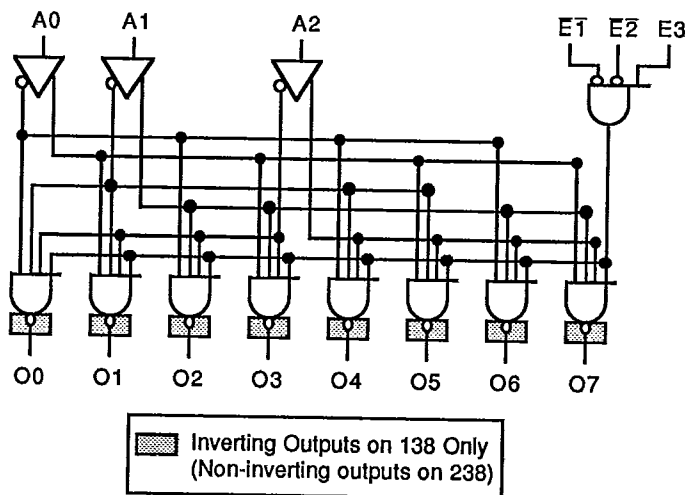 A0 A1 A2 E1 E2 E3
O0 O1 O2 O3 O4 O5 O6 O7
Inverting Outputs on 138 Only
(Non-inverting outputs on 238)